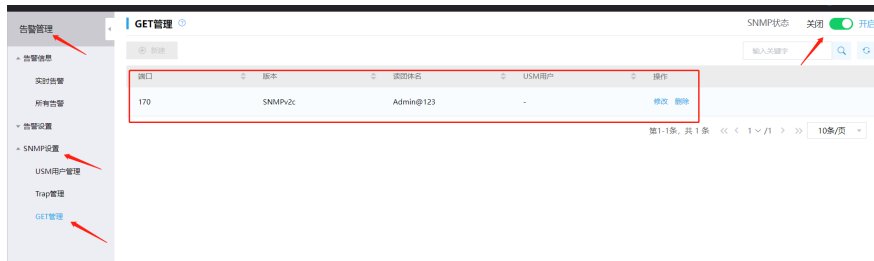 告警管理
GET管理
SNMP状态 关闭 开启
新建
输入关键字
告警信息
实时告警
所有告警
告警设置
SNMP设置
USM用户管理
Trap管理
GET管理
端口 版本 读团体名 USM用户 操作
170 SNMPv2c Admin@123 - 修改 删除
第1-1条, 共 1 条 << < 1 /1 > >> 10条/页